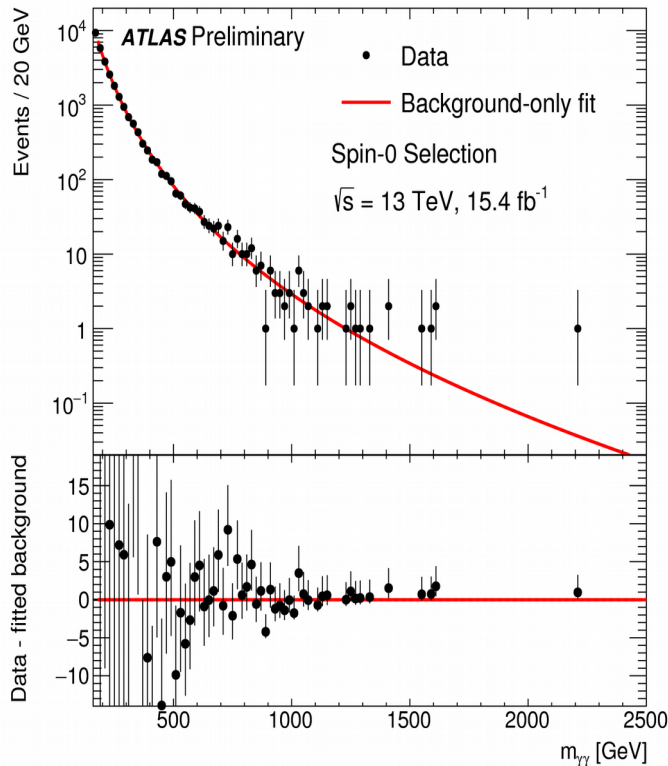 ATLAS Preliminary
Data
Background-only fit
Spin-0 Selection
√s = 13 TeV, 15.4 fb⁻¹
Events / 20 GeV
10⁴
10³
10²
10
1
10⁻¹
Data - fitted background
15
10
5
0
−5
−10
500 1000 1500 2000 2500
mγγ [GeV]